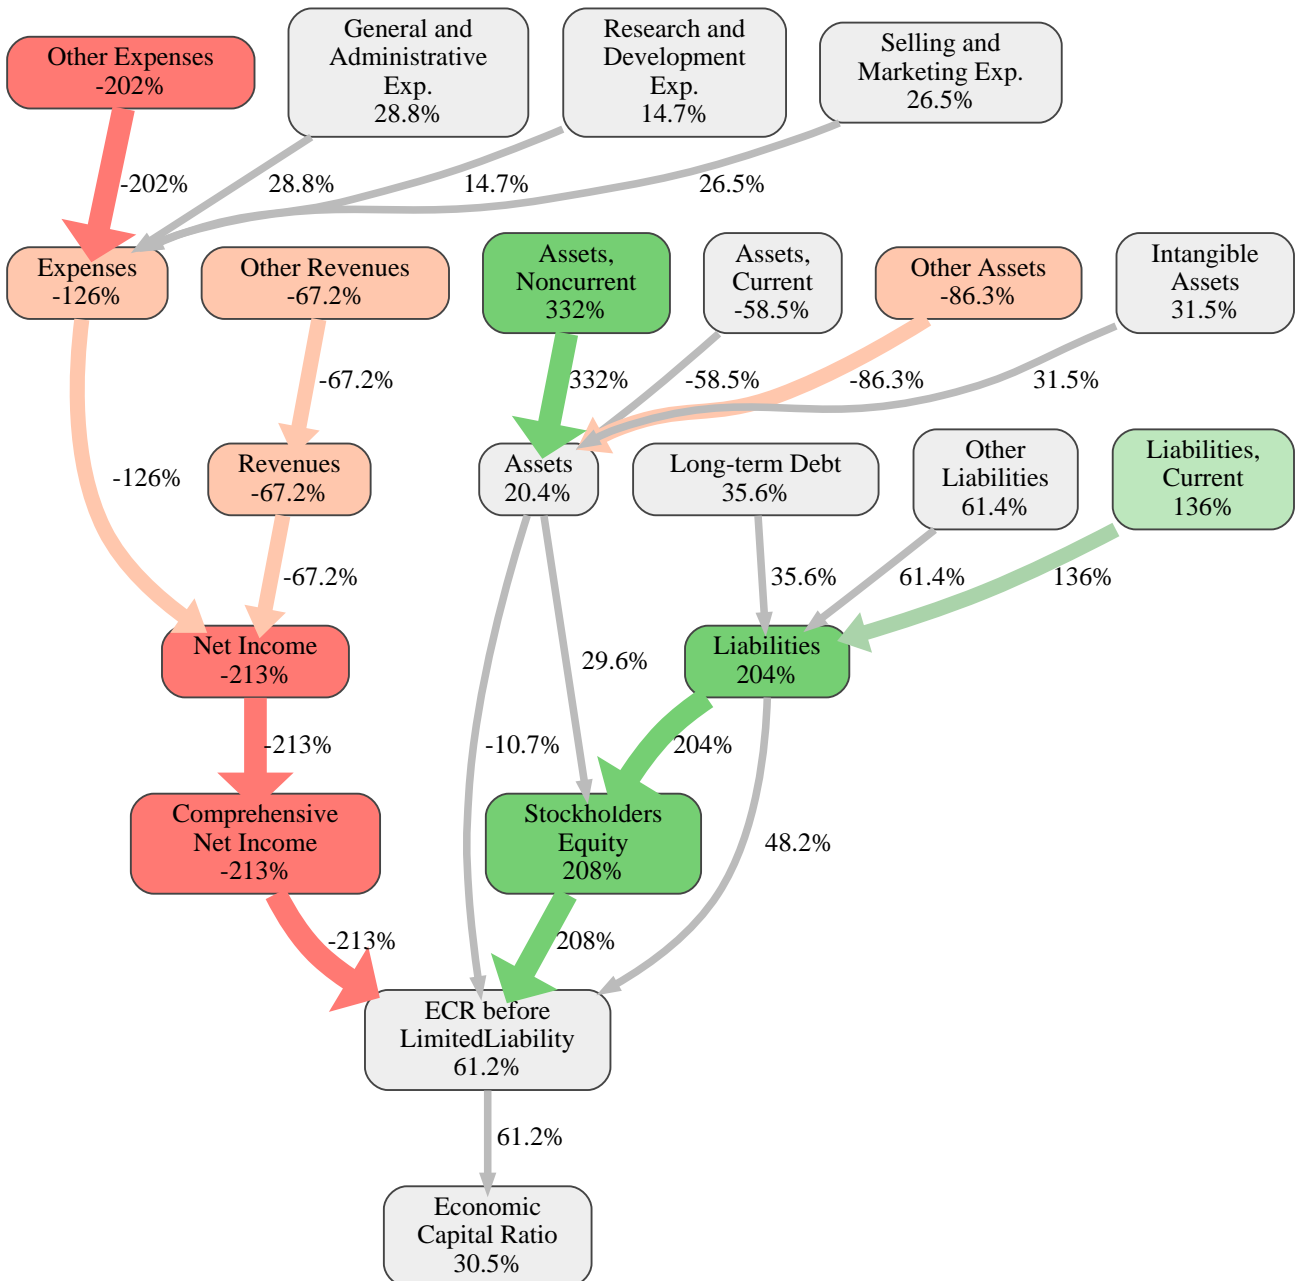 Other Expenses
-202%
General and
Administrative
Exp.
28.8%
Research and
Development
Exp.
14.7%
Selling and
Marketing Exp.
26.5%
-202%
28.8%
14.7%
26.5%
Expenses
-126%
Other Revenues
-67.2%
Assets,
Noncurrent
332%
Assets,
Current
-58.5%
Other Assets
-86.3%
Intangible
Assets
31.5%
-67.2%
332%
-58.5%
-86.3%
31.5%
-126%
Revenues
-67.2%
Assets
20.4%
Long-term Debt
35.6%
Other
Liabilities
61.4%
Liabilities,
Current
136%
-67.2%
35.6%
61.4%
136%
Net Income
-213%
29.6%
Liabilities
204%
-213%
-10.7%
204%
Comprehensive
Net Income
-213%
Stockholders
Equity
208%
48.2%
-213%
208%
ECR before
LimitedLiability
61.2%
61.2%
Economic
Capital Ratio
30.5%